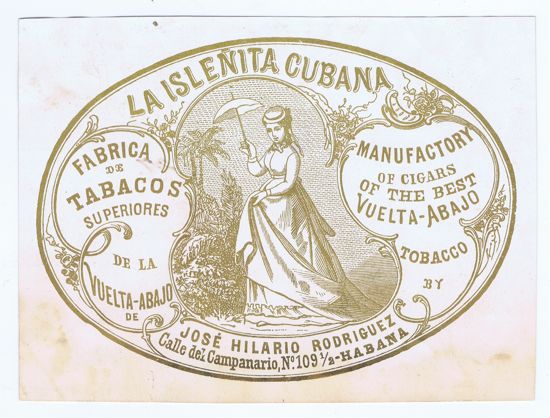 LA ISLEÑITA CUBANA
FABRICA
DE
TABACOS
SUPERIORES
DE LA
VUELTA-ABAJO
DE
MANUFACTORY
OF CIGARS
OF THE BEST
VUELTA-ABAJO
TOBACCO
BY
JOSÉ HILARIO RODRIGUEZ
Calle del Campanario, Nº. 109 ½-HABANA